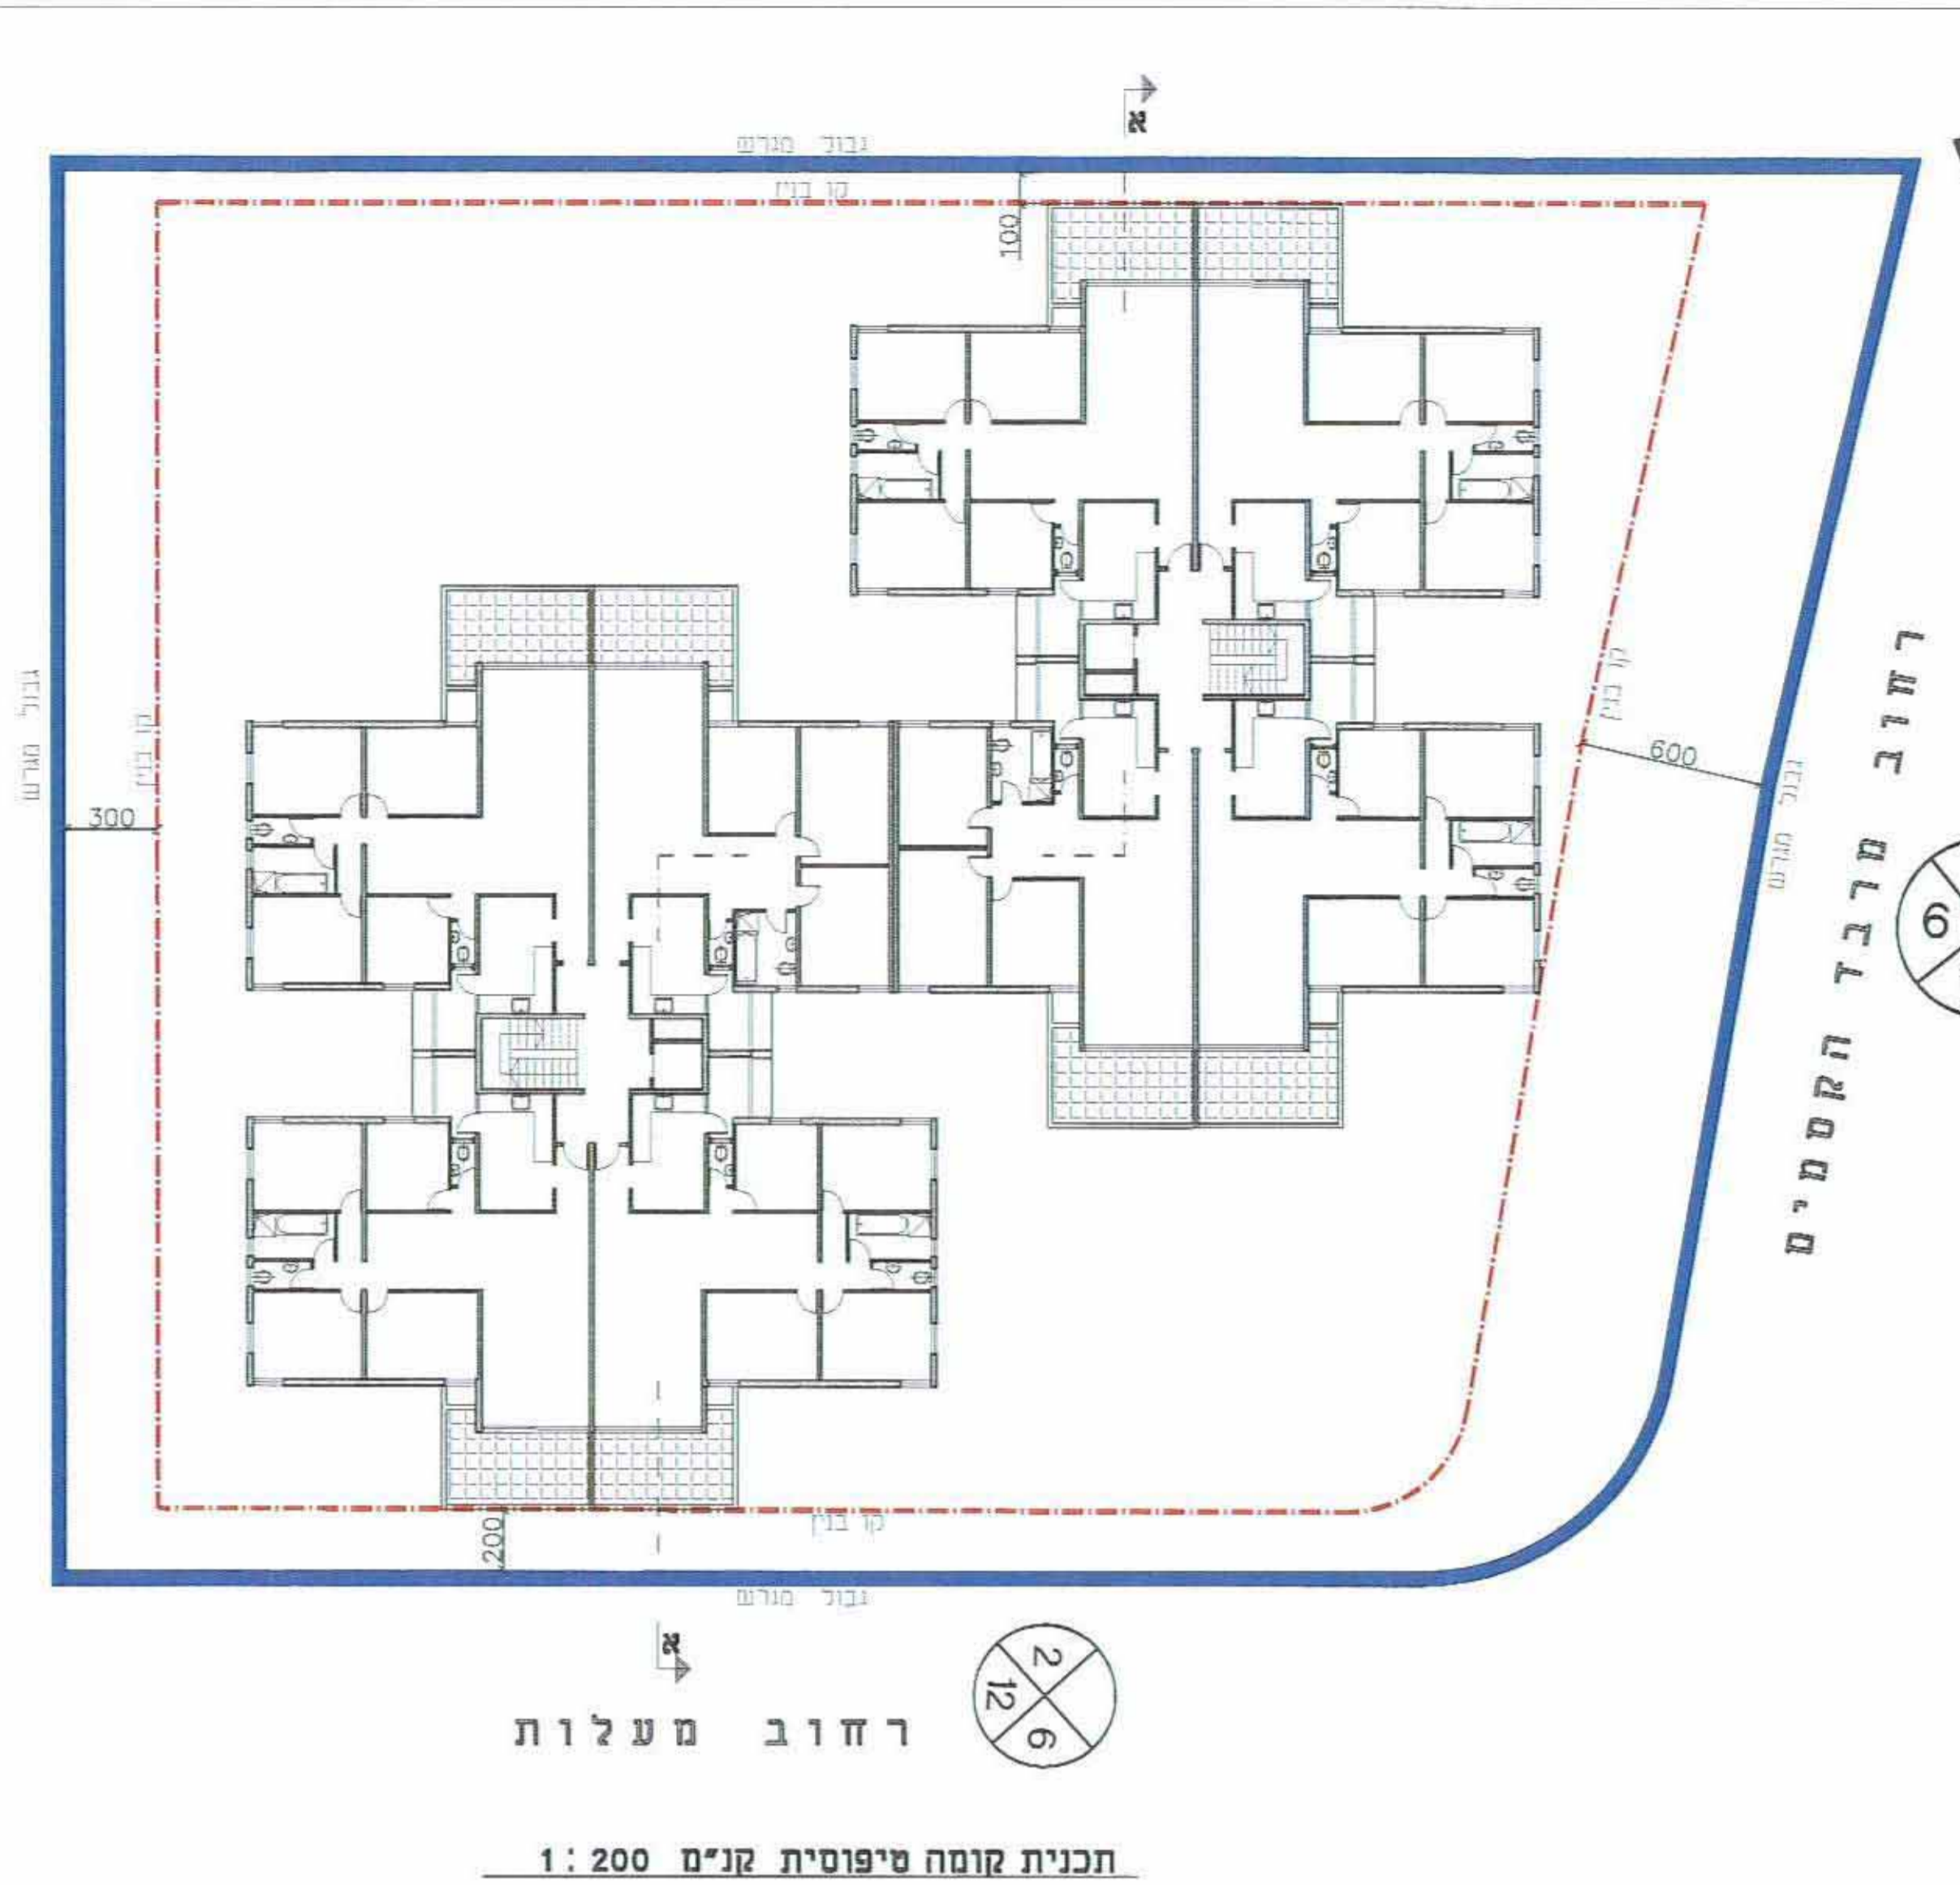 א
גבול מגרש
קו בנין
100
גבול מגרש
קו בנין
300
קו בנין
600
גבול מגרש
רחוב מרבד הקסמים
6
200
קו בנין
גבול מגרש
א
2
12
6
רחוב מעלות
תכנית קומה טיפוסית קנ"מ 1:200